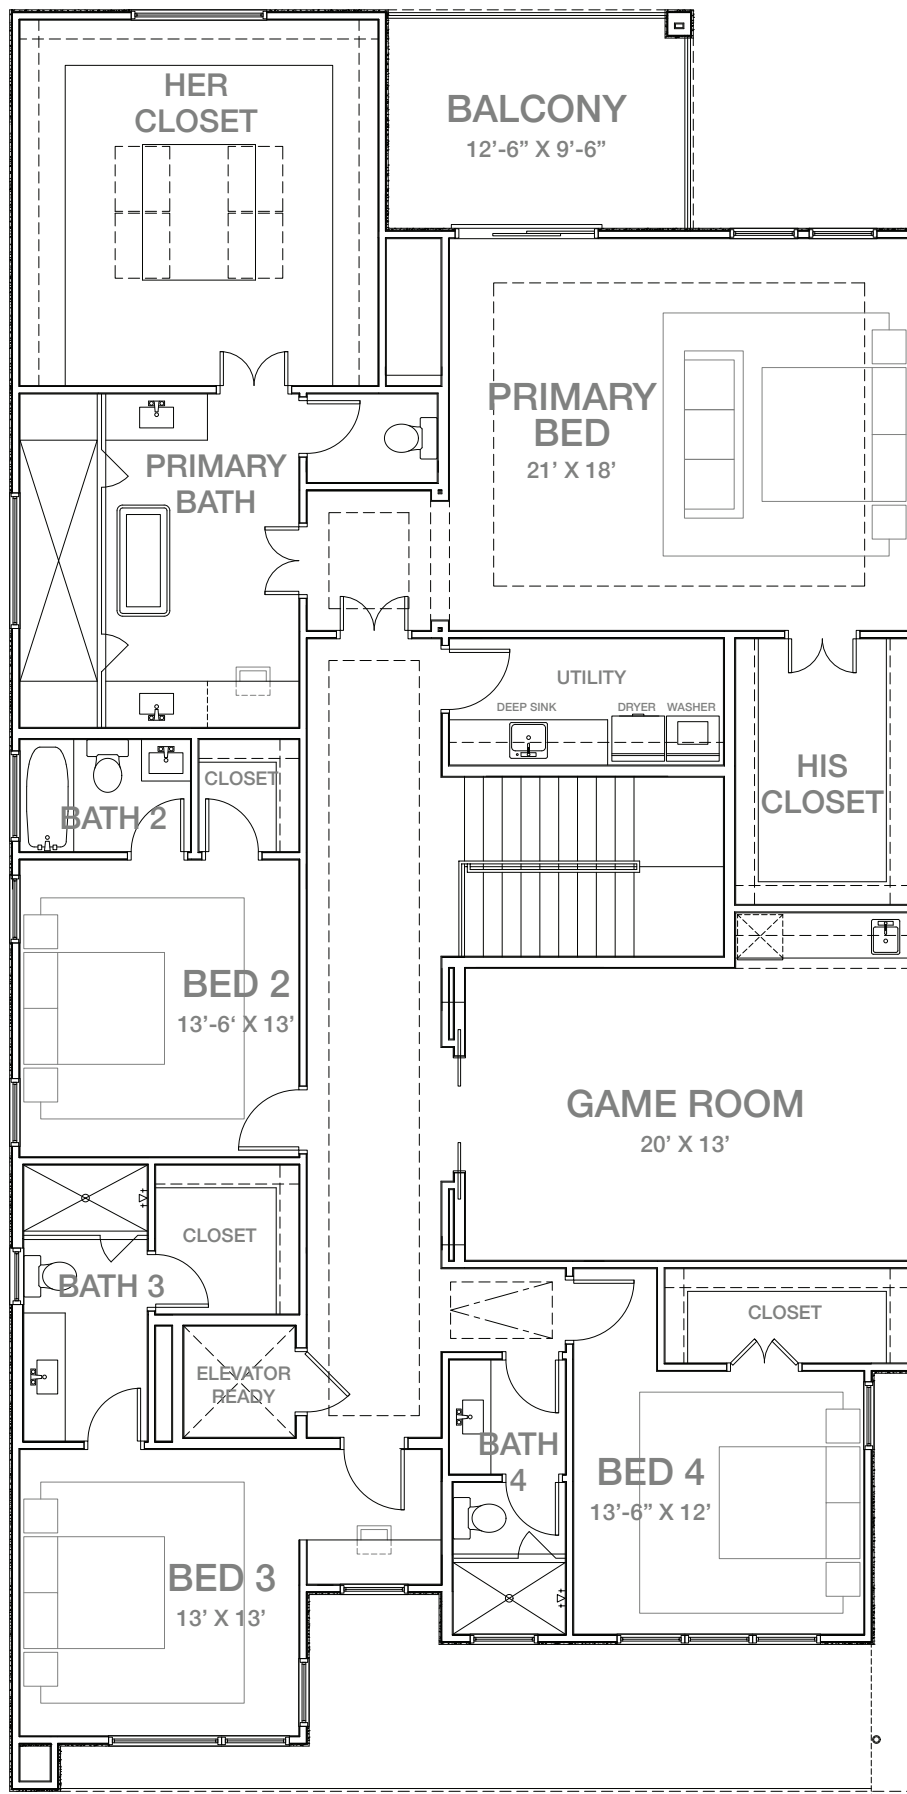 HER
CLOSET
BALCONY
12’-6” X 9’-6”
PRIMARY
BED
21’ X 18’
PRIMARY
BATH
UTILITY
DEEP SINK
DRYER
WASHER
HIS
CLOSET
CLOSET
BATH 2
BED 2
13’-6‘ X 13’
GAME ROOM
20’ X 13’
CLOSET
BATH 3
CLOSET
ELEVATOR
READY
BATH
4
BED 4
13’-6” X 12’
BED 3
13’ X 13’